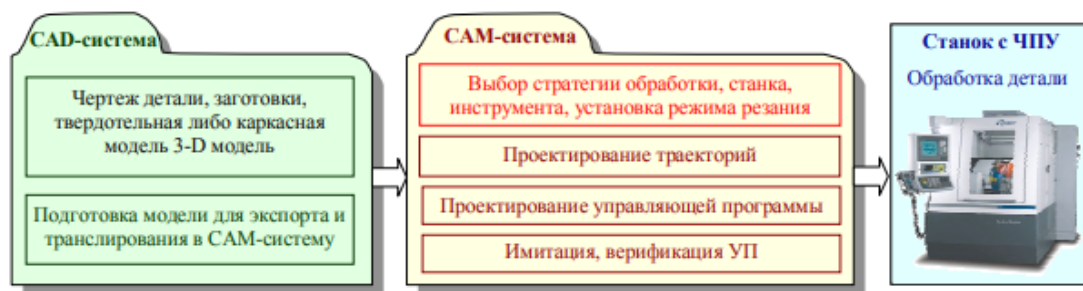 CAD-система
Чертеж детали, заготовки,
твердотельная либо каркасная
модель 3-D модель
Подготовка модели для экспорта и
транслирования в САМ-систему
САМ-система
Выбор стратегии обработки, станка,
инструмента, установка режима резания
Проектирование траекторий
Проектирование управляющей программы
Имитация, верификация УП
Станок с ЧПУ
Обработка детали